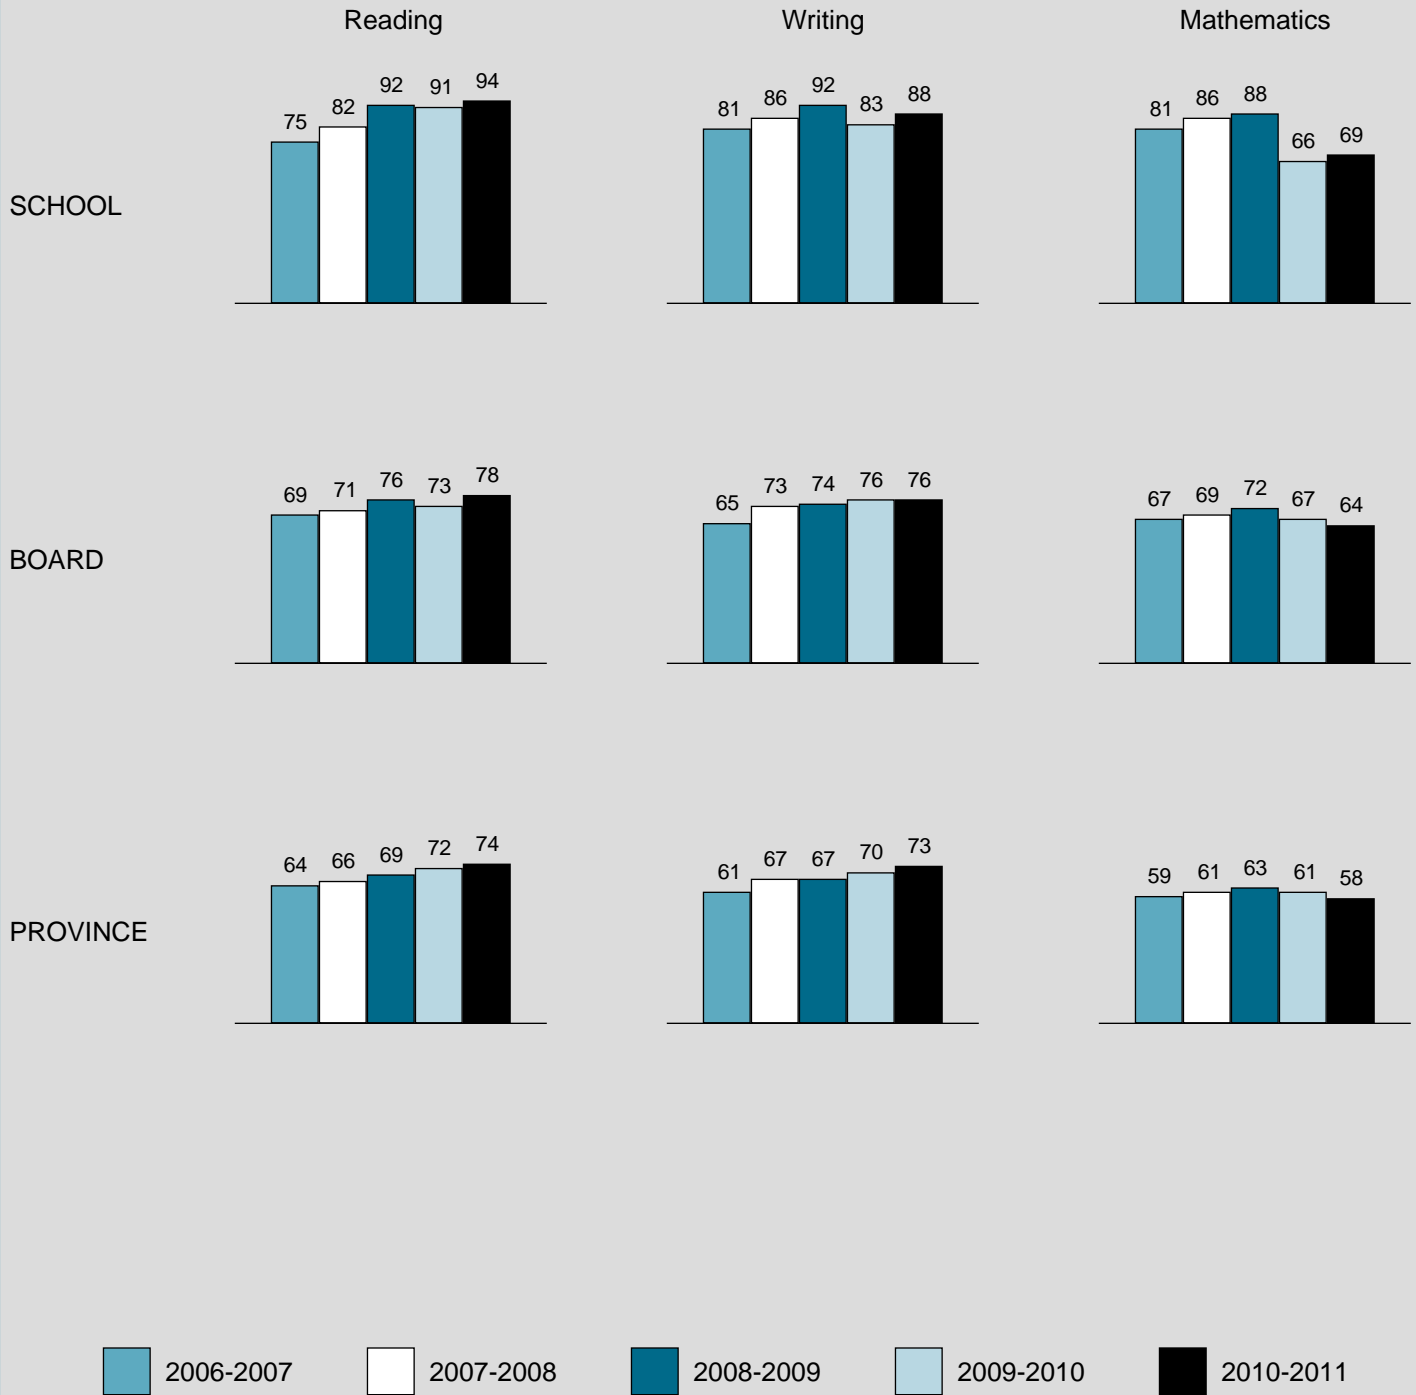 Reading Writing Mathematics
SCHOOL
75 82 92 91 94
81 86 92 83 88
81 86 88 66 69
BOARD
69 71 76 73 78
65 73 74 76 76
67 69 72 67 64
PROVINCE
64 66 69 72 74
61 67 67 70 73
59 61 63 61 58
2006-2007 2007-2008 2008-2009 2009-2010 2010-2011